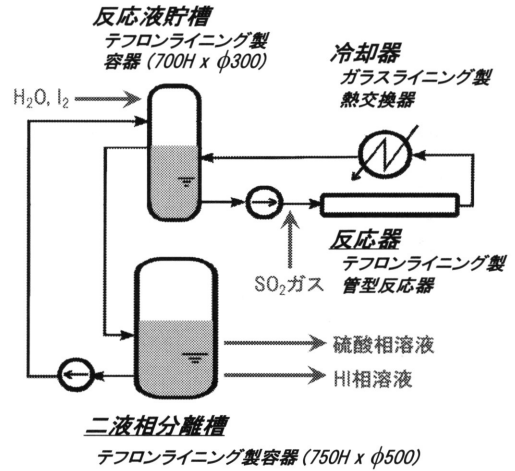 反応液貯槽
テフロンライニング製
容器 (700H x φ300)
冷却器
ガラスライニング製
熱交換器
H₂O, I₂
反応器
テフロンライニング製
管型反応器
SO₂ガス
硫酸相溶液
HI相溶液
二液相分離槽
テフロンライニング製容器 (750H x φ500)